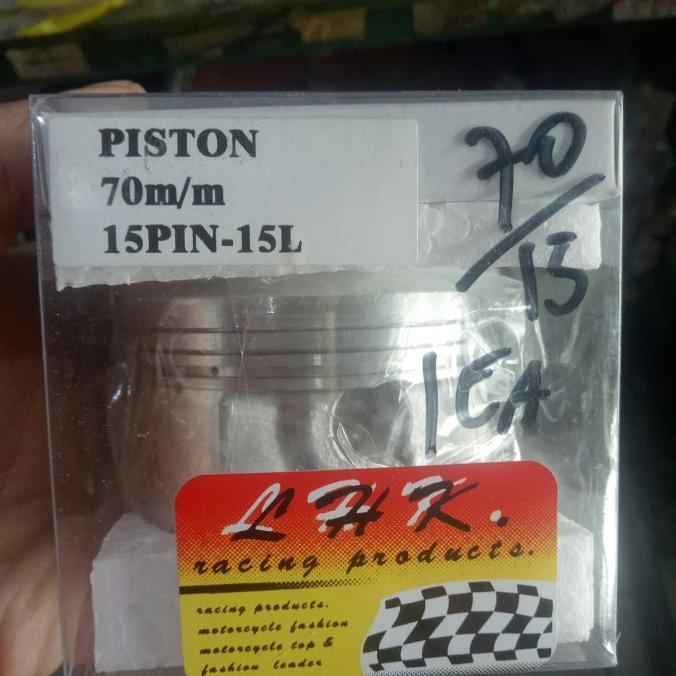 PISTON
70m/m
15PIN-15L
70/15
1EA
LHK.
racing products.
racing products.
motorcycle fashion
motorcycle top &
fashion leader